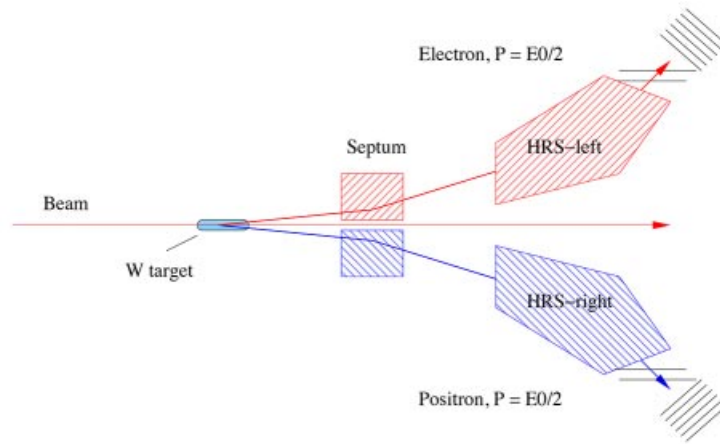 Electron, P = E0/2
HRS−left
Septum
Beam
W target
HRS−right
Positron, P = E0/2